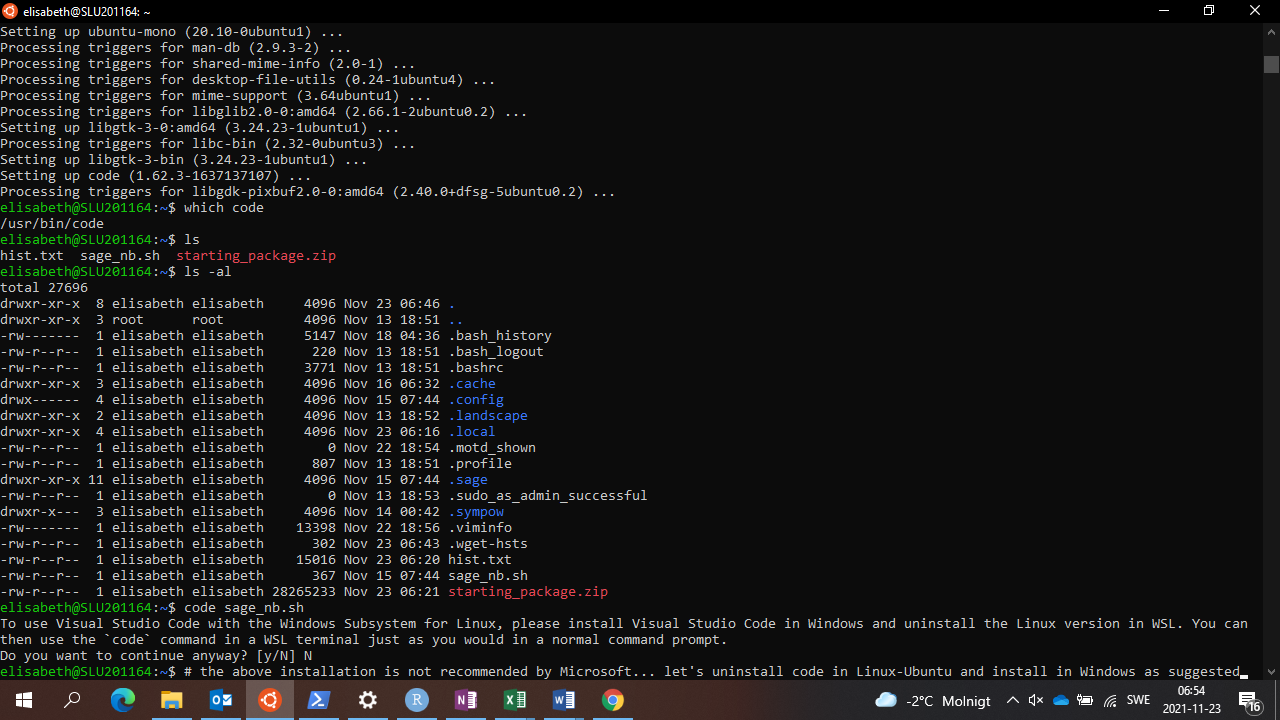 elisabeth@SLU201164: ~
Setting up ubuntu-mono (20.10-0ubuntu1) ...
Processing triggers for man-db (2.9.3-2) ...
Processing triggers for shared-mime-info (2.0-1) ...
Processing triggers for desktop-file-utils (0.24-1ubuntu4) ...
Processing triggers for mime-support (3.64ubuntu1) ...
Processing triggers for libglib2.0-0:amd64 (2.66.1-2ubuntu0.2) ...
Setting up libgtk-3-0:amd64 (3.24.23-1ubuntu1) ...
Processing triggers for libc-bin (2.32-0ubuntu3) ...
Setting up libgtk-3-bin (3.24.23-1ubuntu1) ...
Setting up code (1.62.3-1637137107) ...
Processing triggers for libgdk-pixbuf2.0-0:amd64 (2.40.0+dfsg-5ubuntu0.2) ...
elisabeth@SLU201164:~$ which code
/usr/bin/code
elisabeth@SLU201164:~$ ls
hist.txt  sage_nb.sh  starting_package.zip
elisabeth@SLU201164:~$ ls -al
total 27696
drwxr-xr-x  8 elisabeth elisabeth     4096 Nov 23 06:46 .
drwxr-xr-x  3 root      root          4096 Nov 13 18:51 ..
-rw-------  1 elisabeth elisabeth     5147 Nov 18 04:36 .bash_history
-rw-r--r--  1 elisabeth elisabeth      220 Nov 13 18:51 .bash_logout
-rw-r--r--  1 elisabeth elisabeth     3771 Nov 13 18:51 .bashrc
drwxr-xr-x  3 elisabeth elisabeth     4096 Nov 16 06:32 .cache
drwx------  4 elisabeth elisabeth     4096 Nov 15 07:44 .config
drwxr-xr-x  2 elisabeth elisabeth     4096 Nov 13 18:52 .landscape
drwxr-xr-x  4 elisabeth elisabeth     4096 Nov 23 06:16 .local
-rw-r--r--  1 elisabeth elisabeth        0 Nov 22 18:54 .motd_shown
-rw-r--r--  1 elisabeth elisabeth      807 Nov 13 18:51 .profile
drwxr-xr-x 11 elisabeth elisabeth     4096 Nov 15 07:44 .sage
-rw-r--r--  1 elisabeth elisabeth        0 Nov 13 18:53 .sudo_as_admin_successful
drwxr-x---  3 elisabeth elisabeth     4096 Nov 14 00:42 .sympow
-rw-------  1 elisabeth elisabeth    13398 Nov 22 18:56 .viminfo
-rw-r--r--  1 elisabeth elisabeth      302 Nov 23 06:43 .wget-hsts
-rw-r--r--  1 elisabeth elisabeth    15016 Nov 23 06:20 hist.txt
-rw-r--r--  1 elisabeth elisabeth      367 Nov 15 07:44 sage_nb.sh
-rw-r--r--  1 elisabeth elisabeth 28265233 Nov 23 06:21 starting_package.zip
elisabeth@SLU201164:~$ code sage_nb.sh
To use Visual Studio Code with the Windows Subsystem for Linux, please install Visual Studio Code in Windows and uninstall the Linux version in WSL. You can
then use the `code` command in a WSL terminal just as you would in a normal command prompt.
Do you want to continue anyway? [y/N] N
elisabeth@SLU201164:~$ # the above installation is not recommended by Microsoft... let's uninstall code in Linux-Ubuntu and install in Windows as suggested
-2°C Molnigt
SWE
06:54
2021-11-23
16